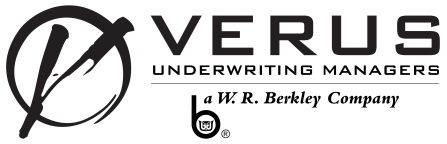 VERUS
UNDERWRITING MANAGERS
a W. R. Berkley Company
b
®